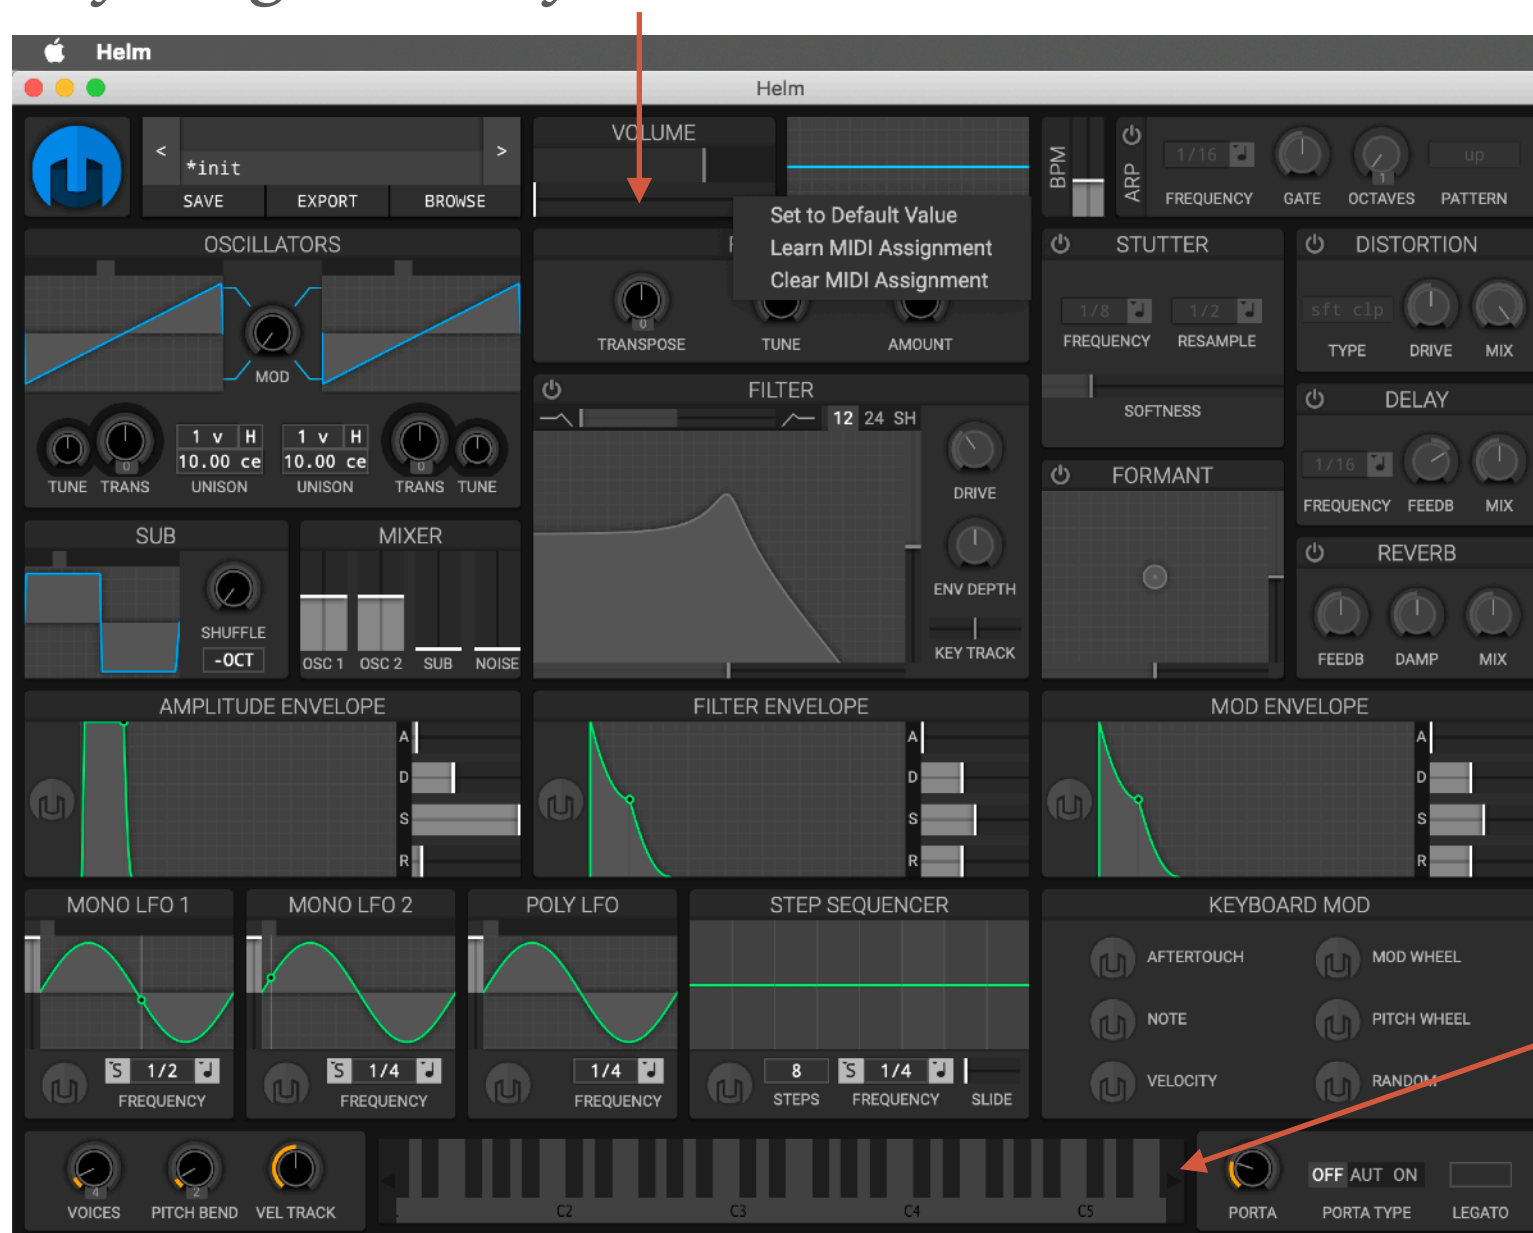 Helm
Helm
*init
<
>
SAVE EXPORT BROWSE
VOLUME
BPM
ARP
1/16
FREQUENCY
GATE
1
OCTAVES
up
PATTERN
Set to Default Value
Learn MIDI Assignment
Clear MIDI Assignment
OSCILLATORS
MOD
TUNE
0
TRANS
1 v H
10.00 ce
UNISON
1 v H
10.00 ce
UNISON
0
TRANS
TUNE
0
TRANSPOSE
TUNE
AMOUNT
STUTTER
1/8
FREQUENCY
1/2
RESAMPLE
SOFTNESS
DISTORTION
sft clp
TYPE
DRIVE
MIX
FILTER
12 24 SH
DRIVE
ENV DEPTH
KEY TRACK
FORMANT
DELAY
1/16
FREQUENCY
FEEDB
MIX
REVERB
FEEDB
DAMP
MIX
SUB
SHUFFLE
-OCT
MIXER
OSC 1 OSC 2 SUB NOISE
AMPLITUDE ENVELOPE
A
D
S
R
FILTER ENVELOPE
A
D
S
R
MOD ENVELOPE
A
D
S
R
MONO LFO 1
S 1/2
FREQUENCY
MONO LFO 2
S 1/4
FREQUENCY
POLY LFO
1/4
FREQUENCY
STEP SEQUENCER
8
STEPS
S 1/4
FREQUENCY
SLIDE
KEYBOARD MOD
AFTERTOUCH
MOD WHEEL
NOTE
PITCH WHEEL
VELOCITY
RANDOM
4
VOICES
2
PITCH BEND
VEL TRACK
C2 C3 C4 C5
PORTA
OFF AUT ON
PORTA TYPE
LEGATO